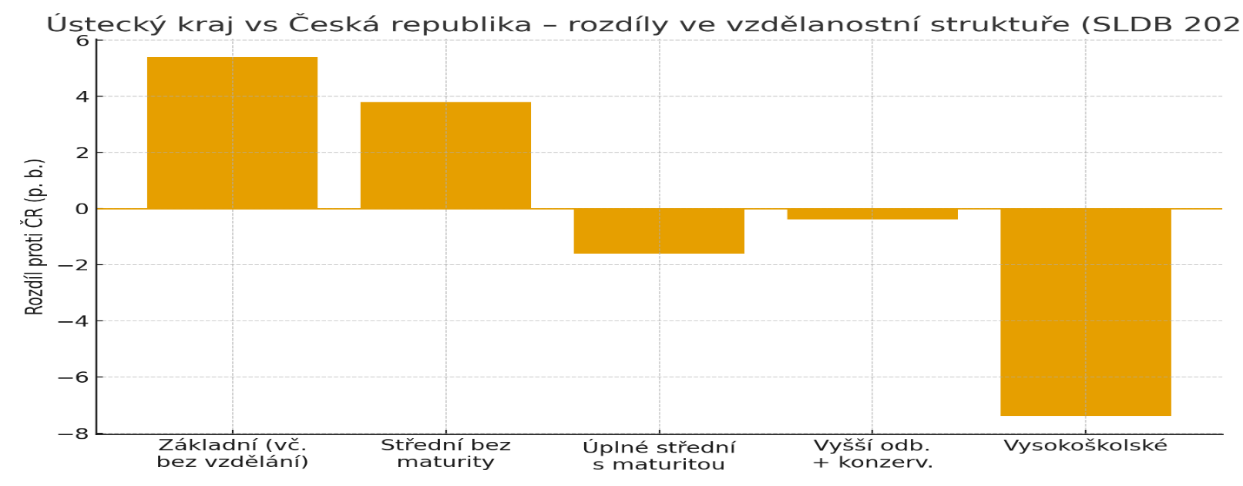 Ústecký kraj vs Česká republika – rozdíly ve vzdělanostní struktuře (SLDB 202
Rozdíl proti ČR (p. b.)
6
4
2
0
−2
−4
−6
−8
Základní (vč.
bez vzdělání)
Střední bez
maturity
Úplné střední
s maturitou
Vyšší odb.
+ konzerv.
Vysokoškolské